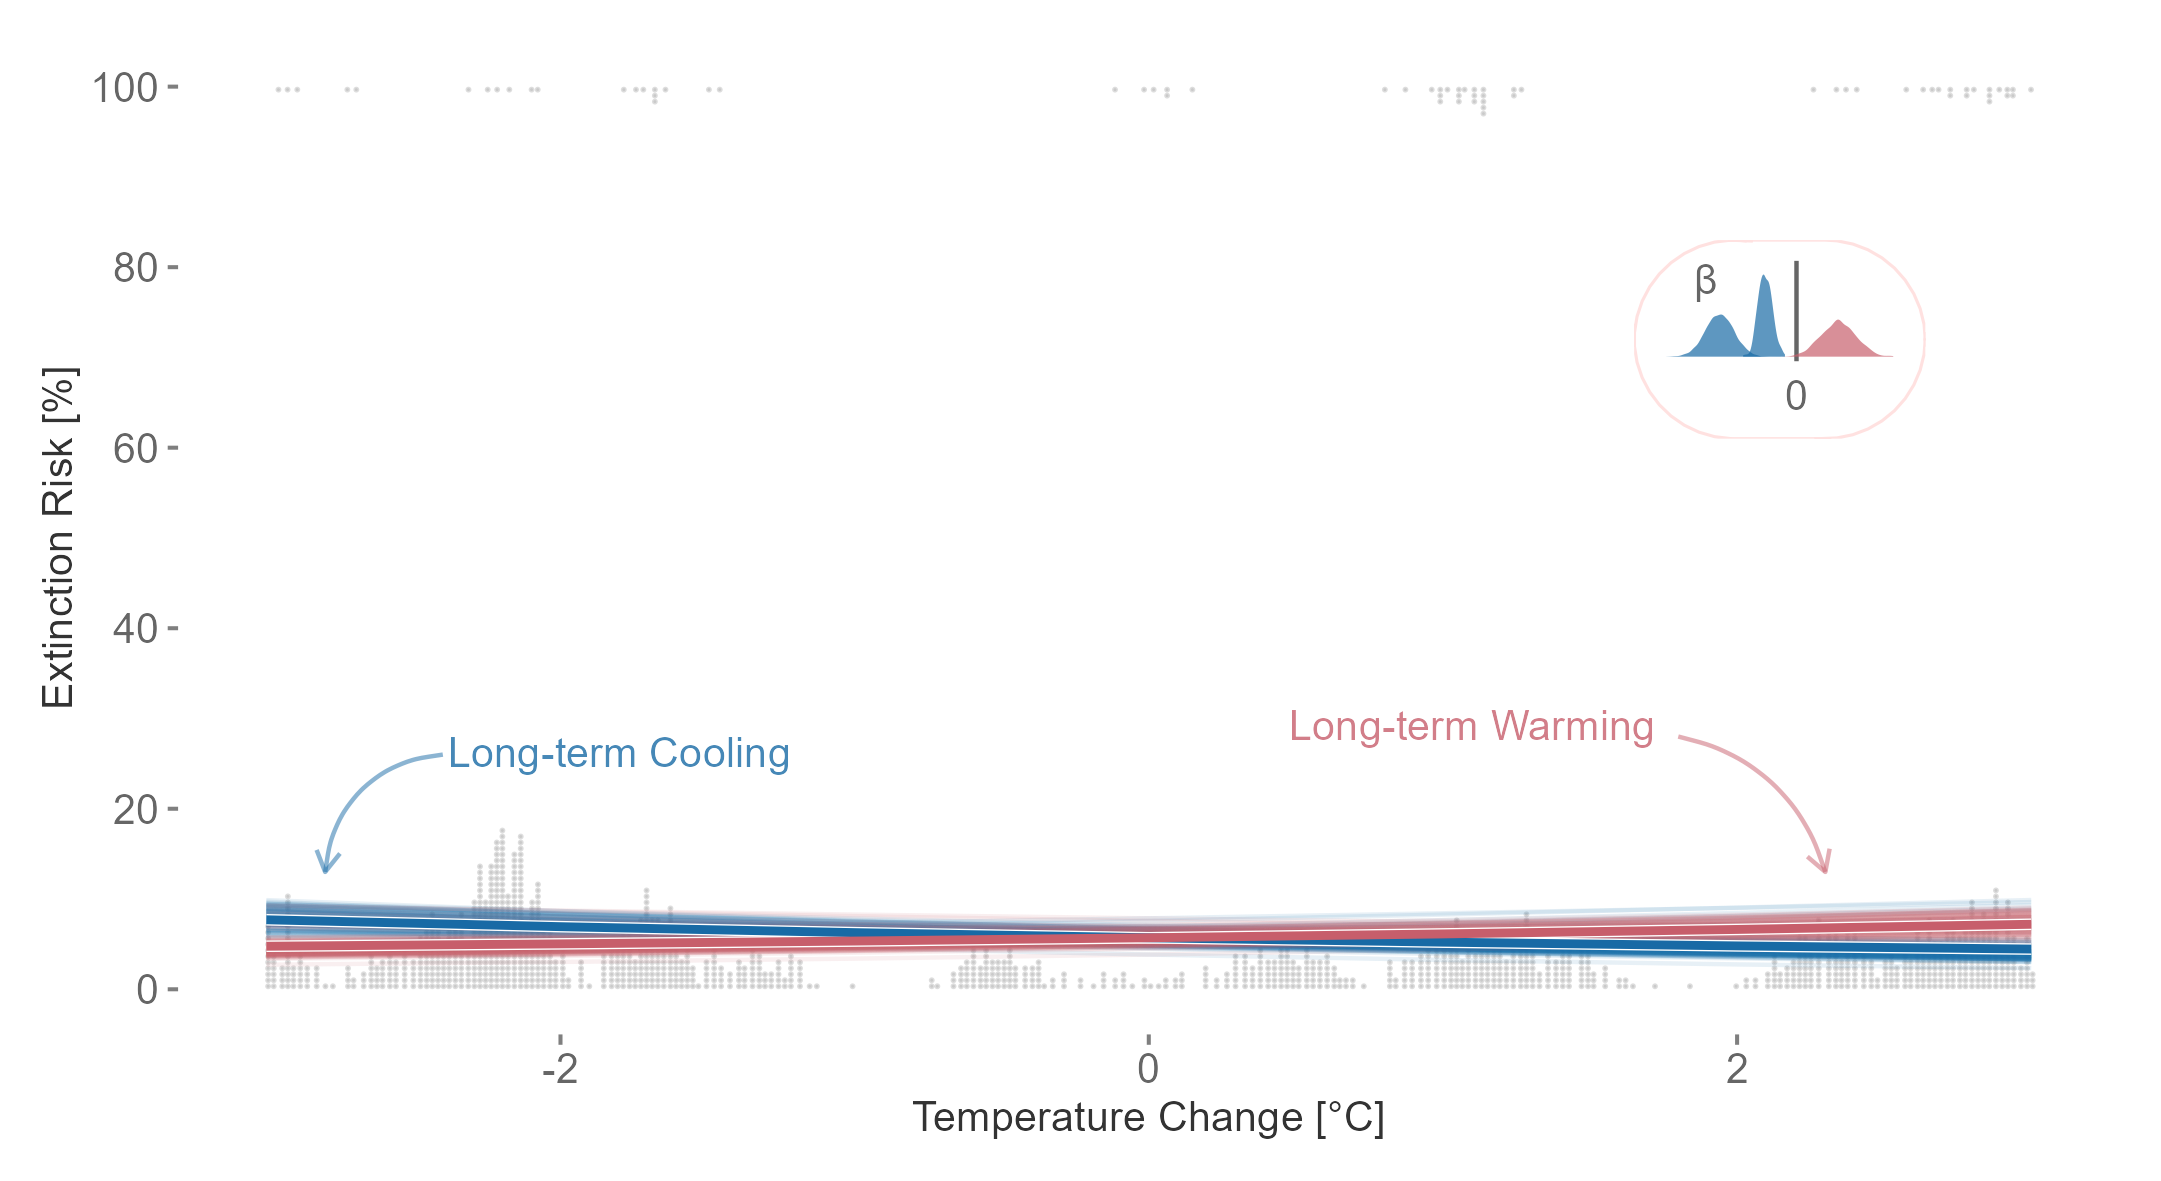 100
80
60
40
20
0
Extinction Risk [%]
β
0
Long-term Cooling
Long-term Warming
-2
0
2
Temperature Change [°C]